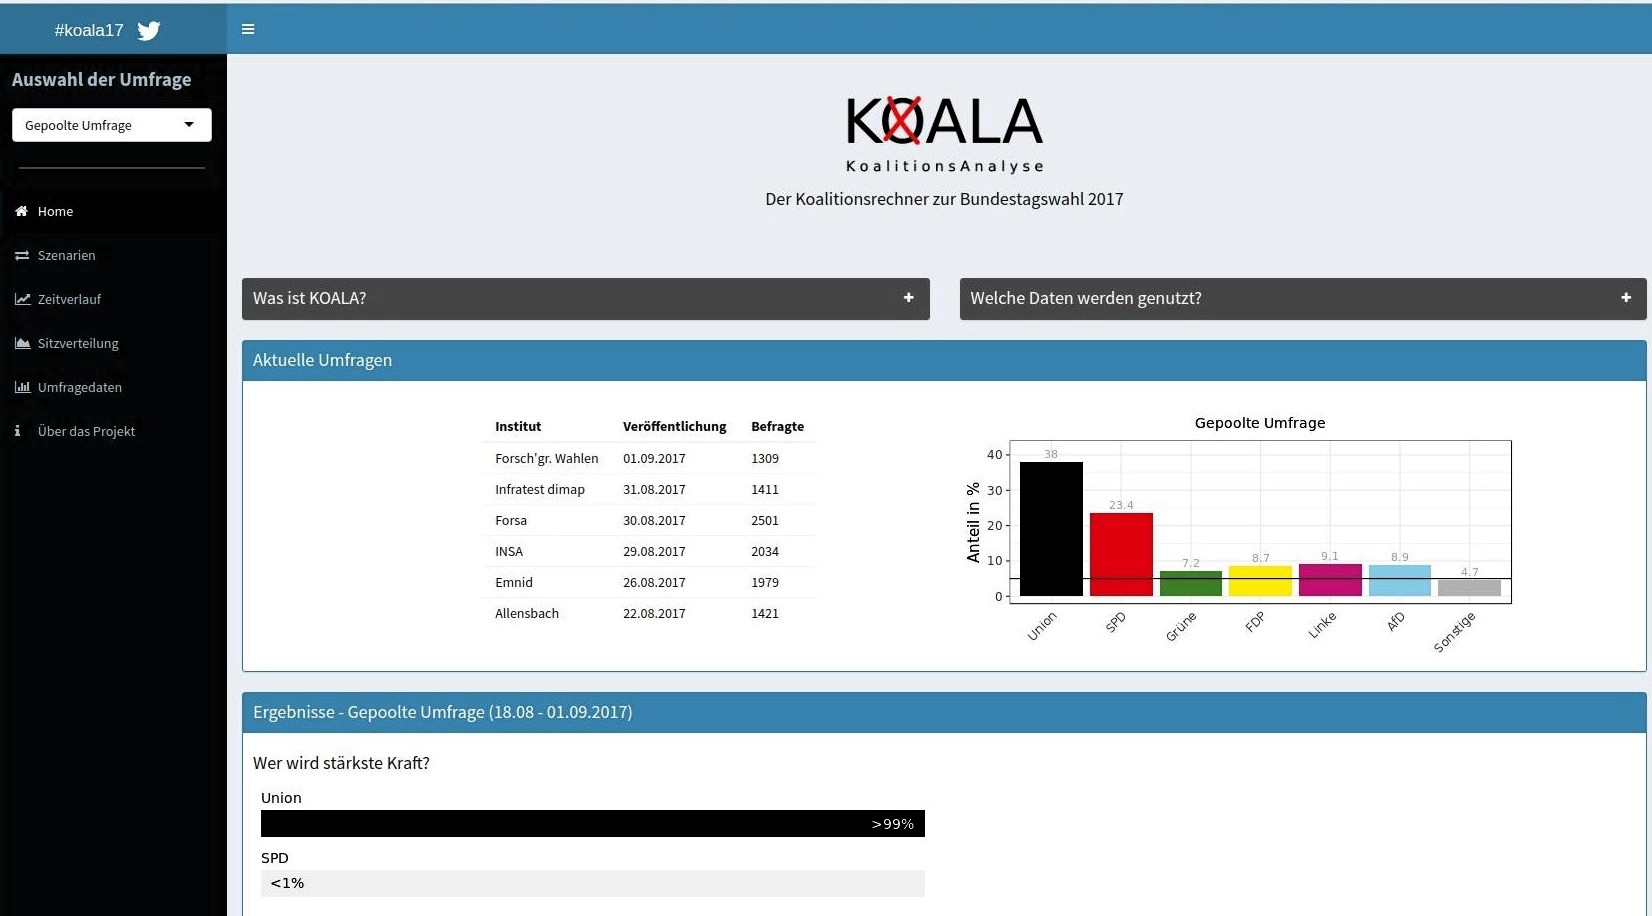 #koala17
Auswahl der Umfrage
Gepoolte Umfrage
Home
Szenarien
Zeitverlauf
Sitzverteilung
Umfragedaten
Über das Projekt
KOALA
KoalitionsAnalyse
Der Koalitionsrechner zur Bundestagswahl 2017
Was ist KOALA? +
Welche Daten werden genutzt? +
Aktuelle Umfragen
Institut Veröffentlichung Befragte
Forsch'gr. Wahlen 01.09.2017 1309
Infratest dimap 31.08.2017 1411
Forsa 30.08.2017 2501
INSA 29.08.2017 2034
Emnid 26.08.2017 1979
Allensbach 22.08.2017 1421
Gepoolte Umfrage
Anteil in %
40
30
20
10
0
38
23.4
7.2
8.7
9.1
8.9
4.7
Union
SPD
Grüne
FDP
Linke
AfD
Sonstige
Ergebnisse - Gepoolte Umfrage (18.08 - 01.09.2017)
Wer wird stärkste Kraft?
Union
>99%
SPD
<1%